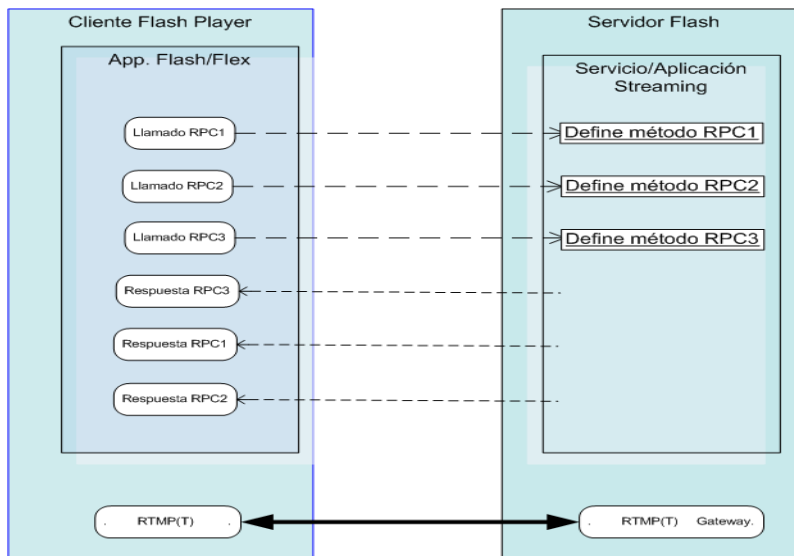 Cliente Flash Player
App. Flash/Flex
Llamado RPC1
Llamado RPC2
Llamado RPC3
Respuesta RPC3
Respuesta RPC1
Respuesta RPC2
. RTMP(T) .
Servidor Flash
Servicio/Aplicación
Streaming
Define método RPC1
Define método RPC2
Define método RPC3
. RTMP(T) Gateway.